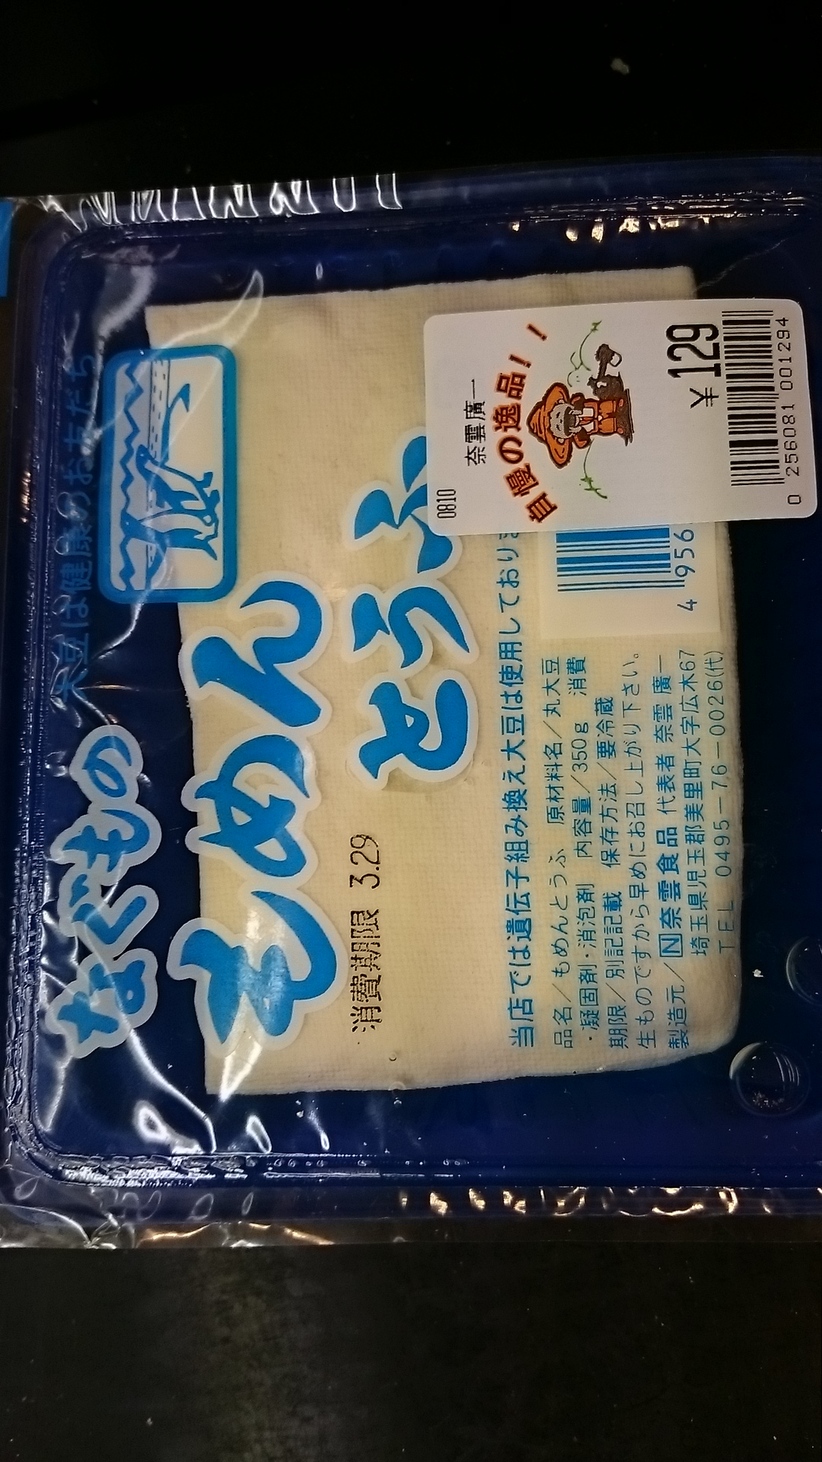 大豆は健康のおともだち
なぐもの
もめん
とうふ
消費期限 3.29
当店では遺伝子組み換え大豆は使用しており
品名/もめんとうふ 原材料名/丸大豆
・凝固剤・消泡剤 内容量/350g 消費
期限/別記記載 保存方法/要冷蔵
生ものですから早めにお召し上がり下さい。
製造元/N奈雲食品 代表者 奈雲 廣一
埼玉県児玉郡美里町大字広木67
TEL 0495-76-0026(代)
4 956
0810 奈雲廣一
自慢の逸品!!
¥129
0 256081 001294